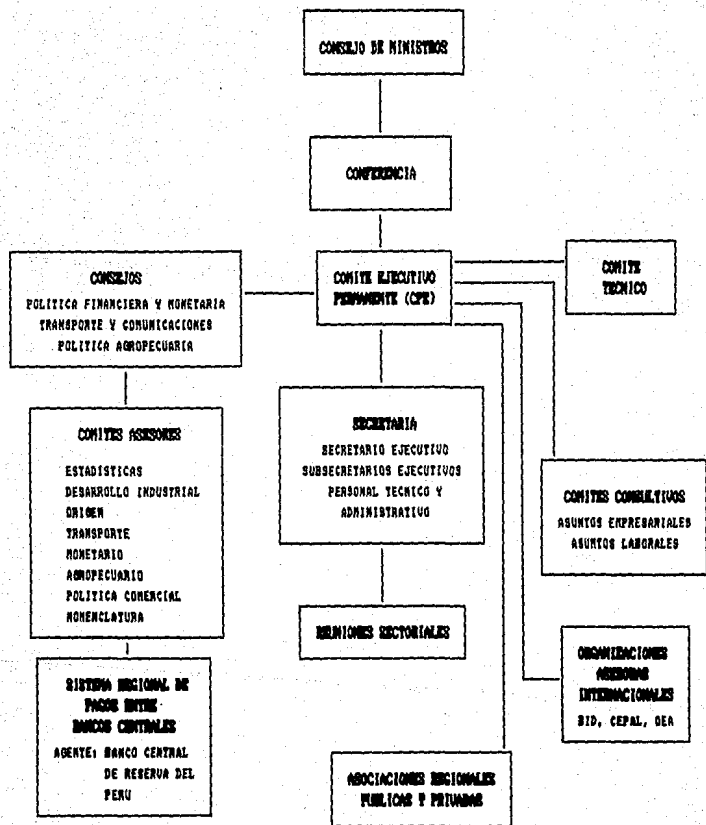 CONSEJO DE MINISTROS
CONFERENCIA
CONSEJOS
POLITICA FINANCIERA Y MONETARIA
TRANSPORTE Y COMUNICACIONES
POLITICA AGROPECUARIA
COMITE EJECUTIVO
PERMANENTE (CPE)
COMITE
TECNICO
COMITES ASESORES
ESTADISTICAS
DESARROLLO INDUSTRIAL
ORIGEN
TRANSPORTE
MONETARIO
AGROPECUARIO
POLITICA COMERCIAL
NOMENCLATURA
SECRETARIA
SECRETARIO EJECUTIVO
SUBSECRETARIOS EJECUTIVOS
PERSONAL TECNICO Y
ADMINISTRATIVO
COMITES CONSULTIVOS
ASUNTOS EMPRESARIALES
ASUNTOS LABORALES
REUNIONES SECTORIALES
ORGANIZACIONES
ASESORAS
INTERNACIONALES
BID, CEPAL, OEA
SISTEMA REGIONAL DE
PAGOS ENTRE
BANCOS CENTRALES
AGENTE: BANCO CENTRAL
DE RESERVA DEL
PERU
ASOCIACIONES REGIONALES
PUBLICAS Y PRIVADAS